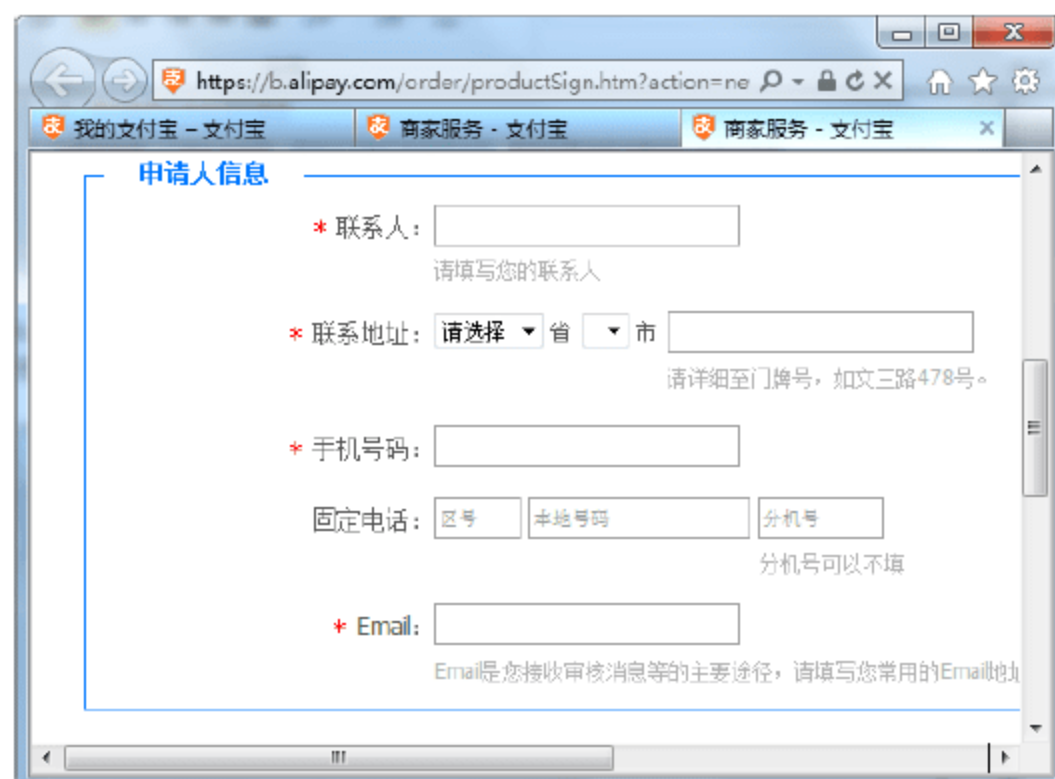 https://b.alipay.com/order/productSign.htm?action=ne
我的支付宝 – 支付宝 商家服务 - 支付宝 商家服务 - 支付宝
申请人信息
* 联系人：
请填写您的联系人
* 联系地址： 请选择 省 市
请详细至门牌号，如文三路478号。
* 手机号码：
固定电话： 区号 本地号码 分机号
分机号可以不填
* Email：
Email是您接收审核消息等的主要途径，请填写您常用的Email地址